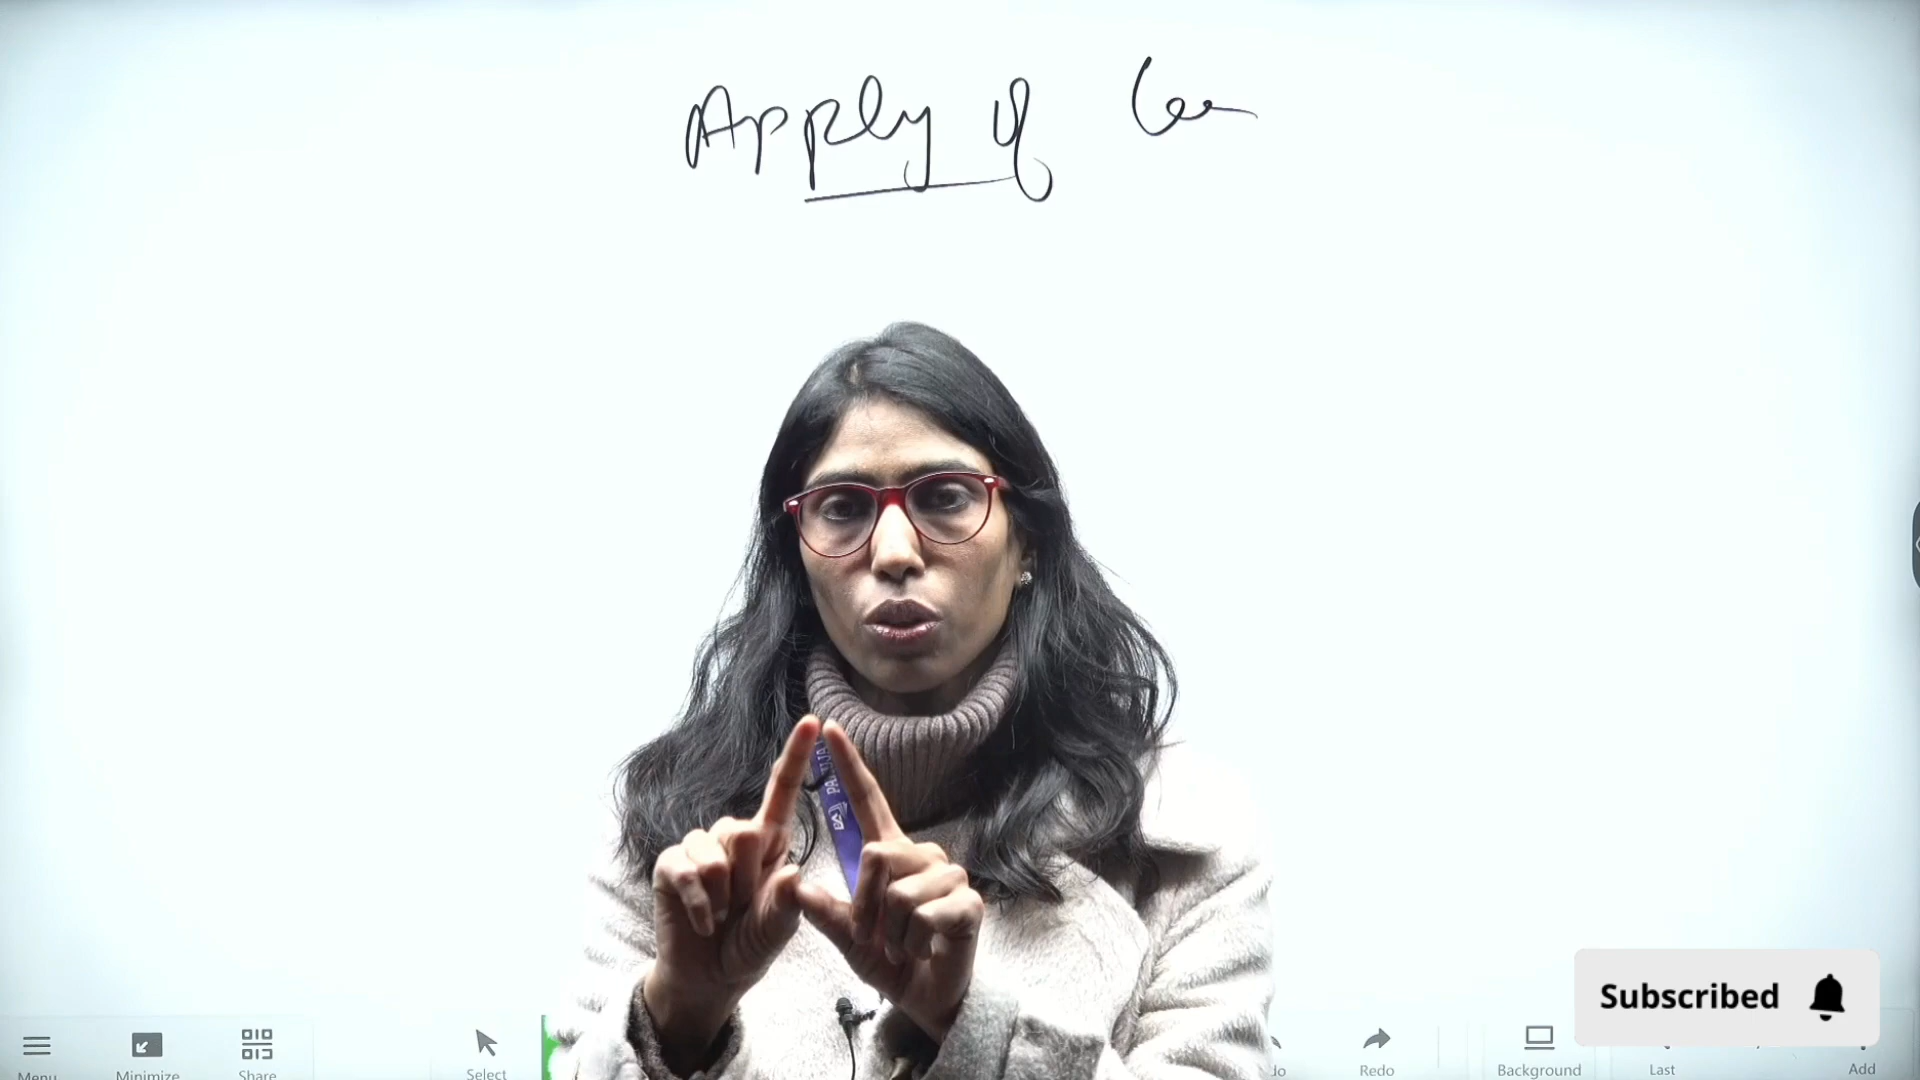 Apply of
Subscribed
Menu Minimize Share Select Redo Background Last Add